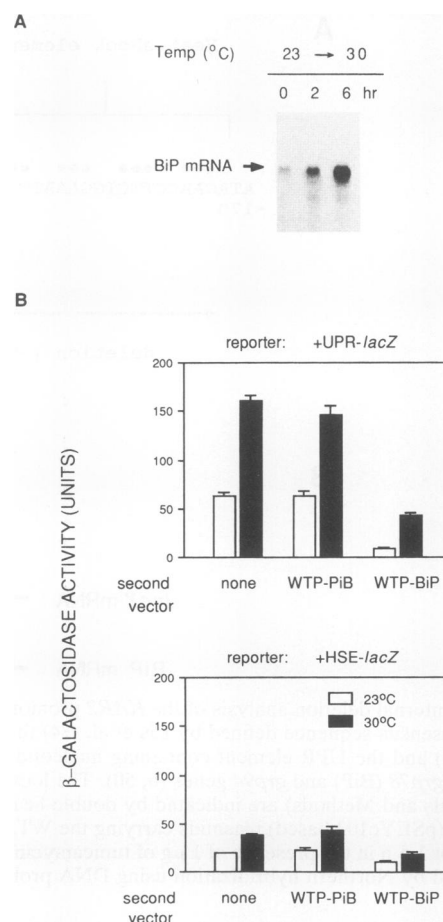 A
Temp (°C) 23 → 30
0 2 6 hr
BiP mRNA →
B
reporter: +UPR-lacZ
200
150
100
50
0
second vector none WTP-PiB WTP-BiP
β-GALACTOSIDASE ACTIVITY (UNITS)
reporter: +HSE-lacZ
200
150
100
50
0
23°C
30°C
second vector none WTP-PiB WTP-BiP